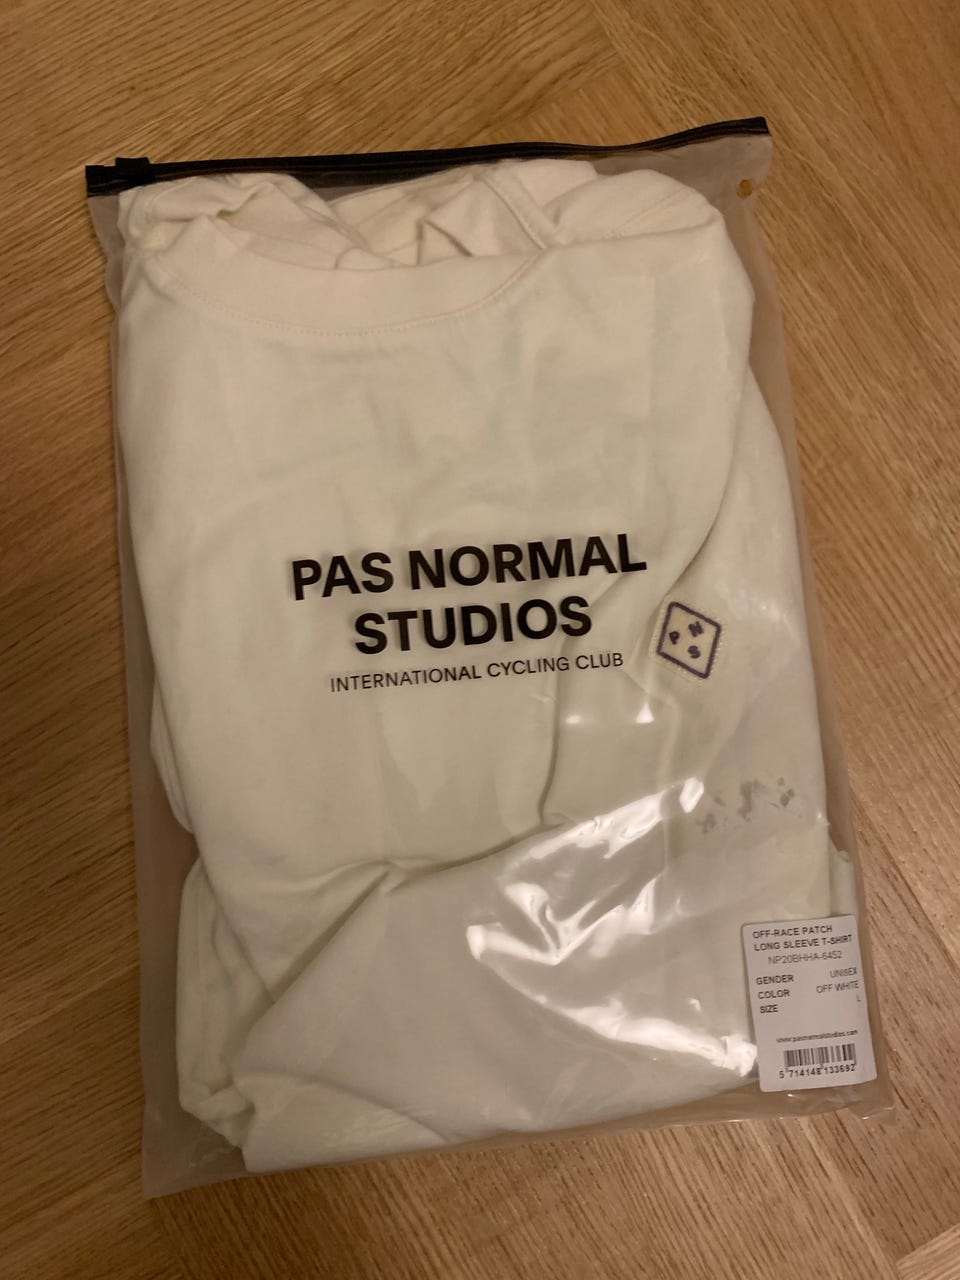 PAS NORMAL
STUDIOS
INTERNATIONAL CYCLING CLUB
P N
S
OFF-RACE PATCH
LONG SLEEVE T-SHIRT
NP20BHHA-6452
GENDER UNISEX
COLOR OFF WHITE
SIZE L
www.pasnormalstudios.com
5 714148 133692